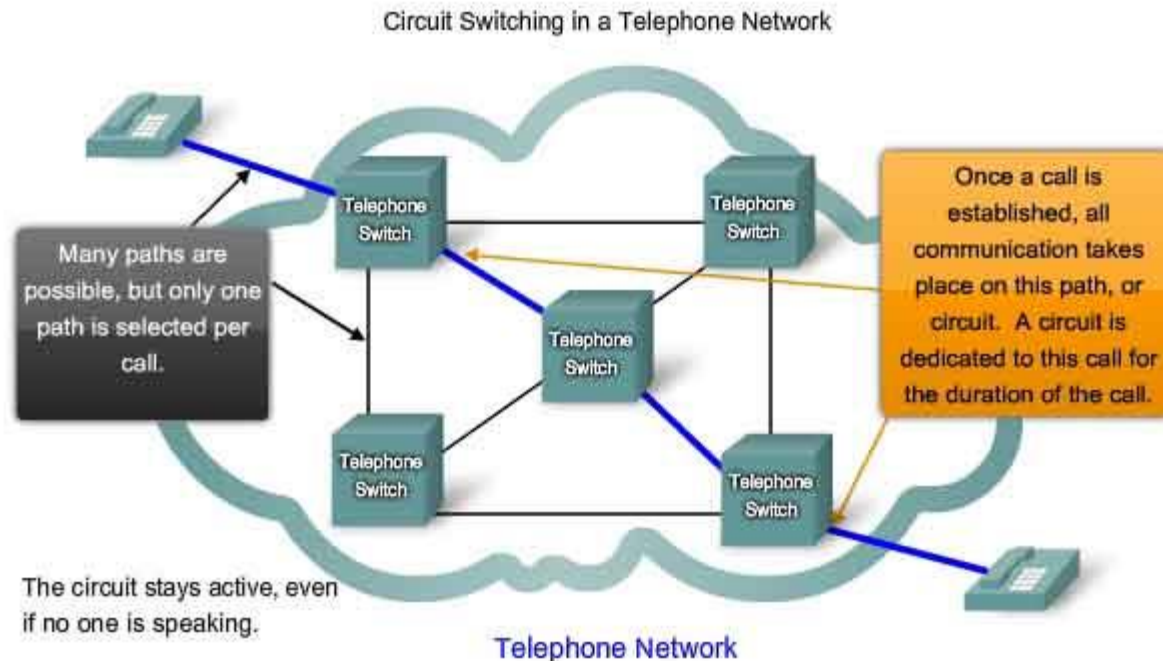 Circuit Switching in a Telephone Network
Telephone
Switch
Telephone
Switch
Many paths are
possible, but only one
path is selected per
call.
Once a call is
established, all
communication takes
place on this path, or
circuit. A circuit is
dedicated to this call for
the duration of the call.
Telephone
Switch
Telephone
Switch
Telephone
Switch
The circuit stays active, even
if no one is speaking.
Telephone Network